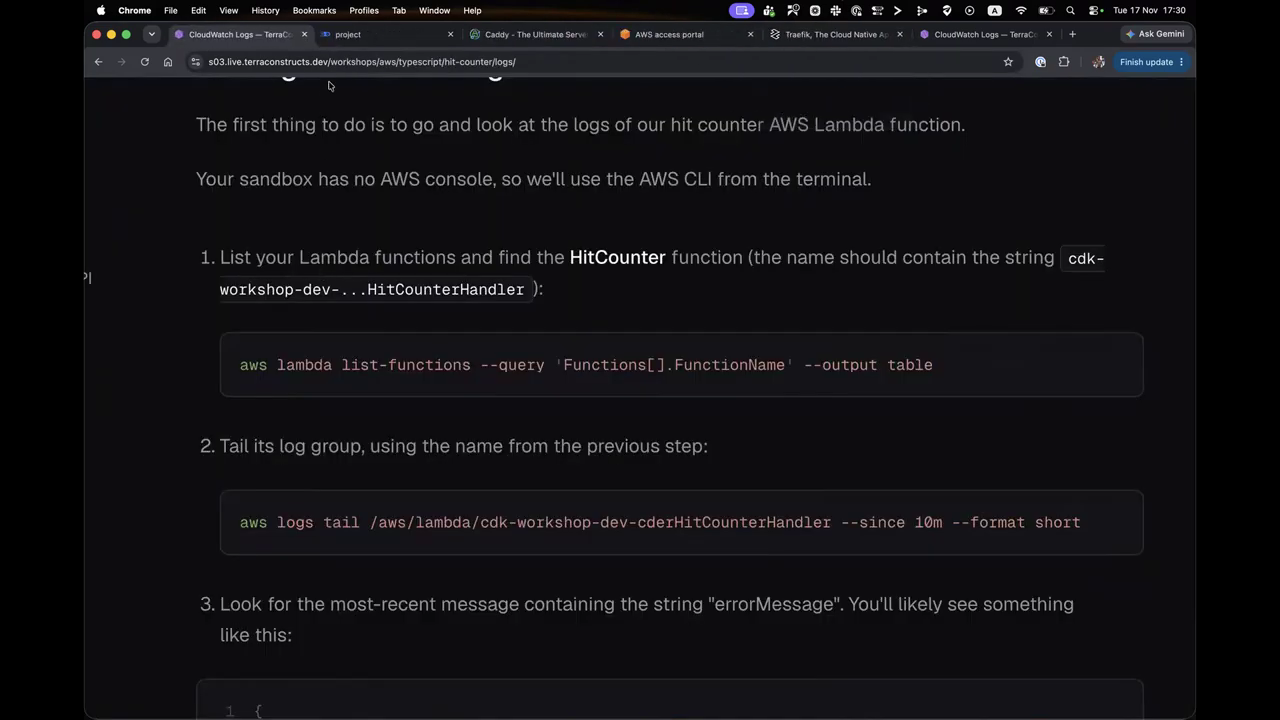 Chrome File Edit View History Bookmarks Profiles Tab Window Help A Tue 17 Nov 17:30
CloudWatch Logs — TerraCo project Caddy - The Ultimate Serve AWS access portal Traefik, The Cloud Native Ap CloudWatch Logs — TerraCo Ask Gemini
s03.live.terraconstructs.dev/workshops/aws/typescript/hit-counter/logs/ Finish update
The first thing to do is to go and look at the logs of our hit counter AWS Lambda function.
Your sandbox has no AWS console, so we'll use the AWS CLI from the terminal.
1. List your Lambda functions and find the HitCounter function (the name should contain the string cdk-
workshop-dev-...HitCounterHandler ):
PI
aws lambda list-functions --query 'Functions[].FunctionName' --output table
2. Tail its log group, using the name from the previous step:
aws logs tail /aws/lambda/cdk-workshop-dev-cderHitCounterHandler --since 10m --format short
3. Look for the most-recent message containing the string "errorMessage". You'll likely see something
like this:
1 {